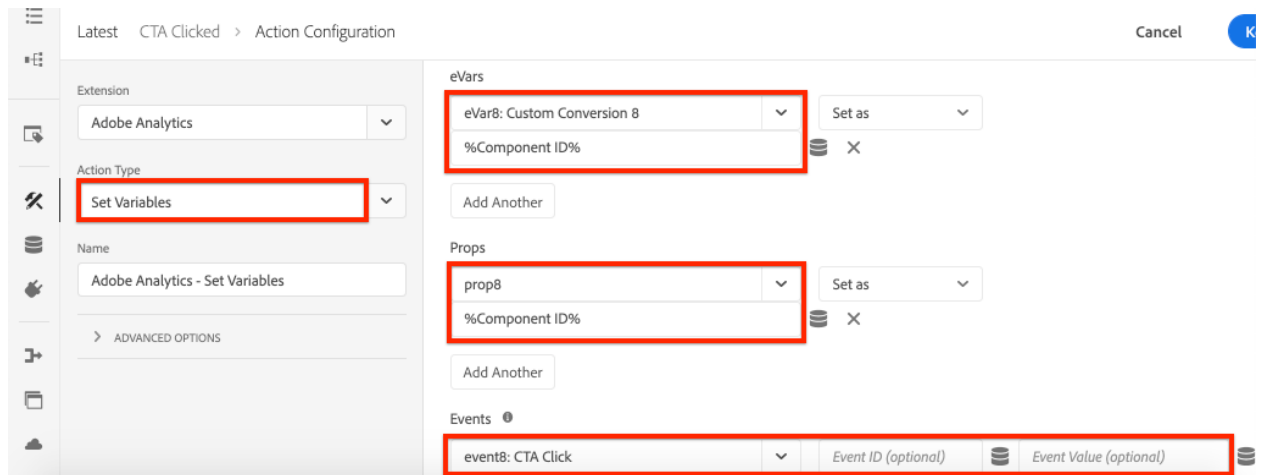 Latest CTA Clicked > Action Configuration Cancel K
Extension
Adobe Analytics
Action Type
Set Variables
Name
Adobe Analytics - Set Variables
> ADVANCED OPTIONS
eVars
eVar8: Custom Conversion 8 Set as
%Component ID%
Add Another
Props
prop8 Set as
%Component ID%
Add Another
Events
event8: CTA Click Event ID (optional) Event Value (optional)